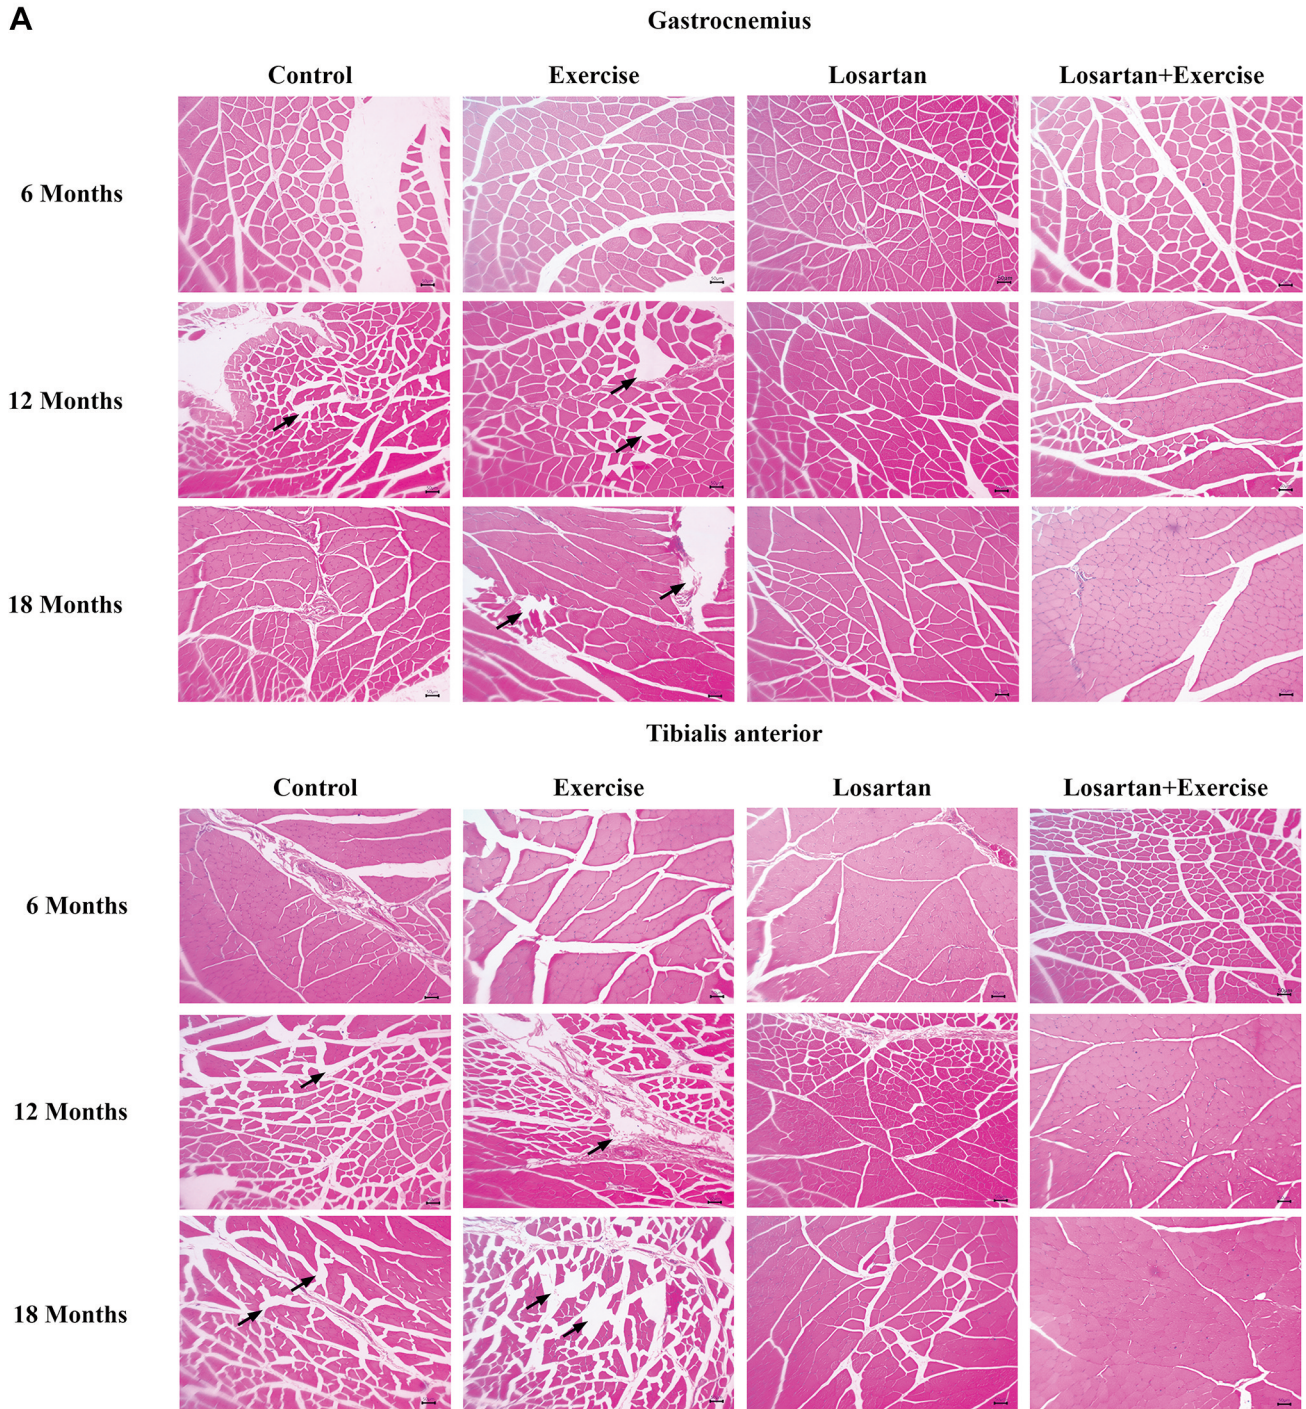 A
Gastrocnemius
Control Exercise Losartan Losartan+Exercise
6 Months
12 Months
18 Months
Tibialis anterior
Control Exercise Losartan Losartan+Exercise
6 Months
12 Months
18 Months